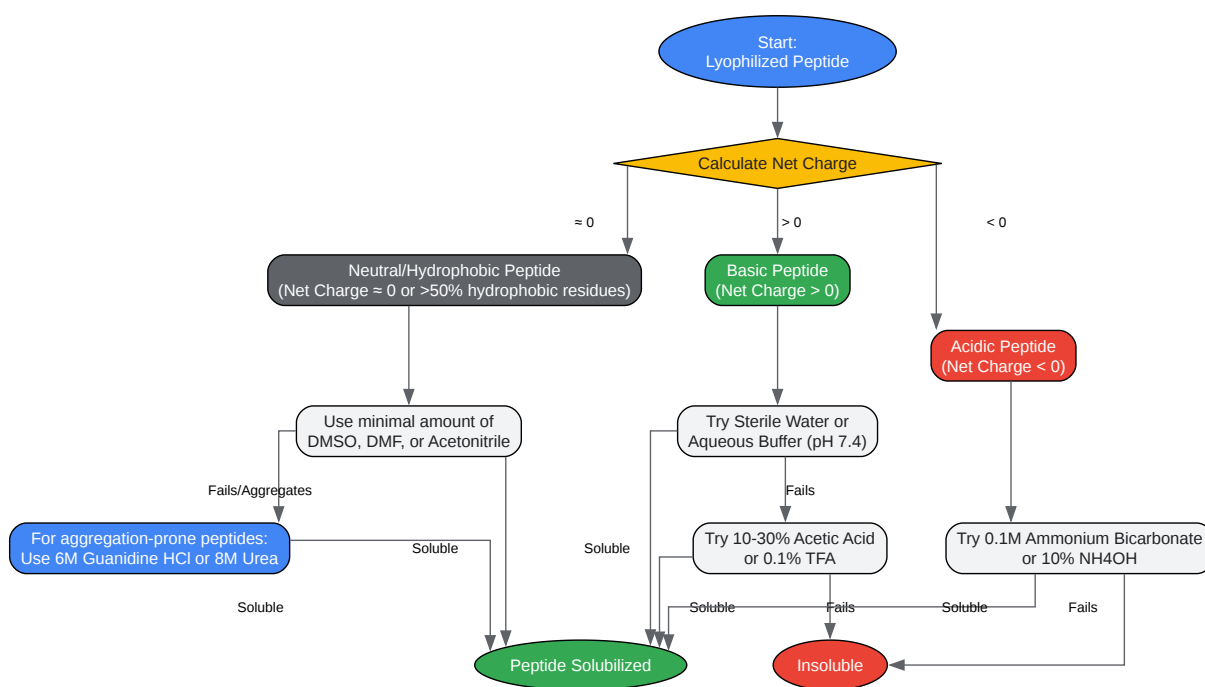 Start:
Lyophilized Peptide
Calculate Net Charge
≈ 0
> 0
< 0
Neutral/Hydrophobic Peptide
(Net Charge ≈ 0 or >50% hydrophobic residues)
Basic Peptide
(Net Charge > 0)
Acidic Peptide
(Net Charge < 0)
Use minimal amount of
DMSO, DMF, or Acetonitrile
Try Sterile Water or
Aqueous Buffer (pH 7.4)
Fails/Aggregates
Fails
For aggregation-prone peptides:
Use 6M Guanidine HCl or 8M Urea
Soluble
Soluble
Try 10-30% Acetic Acid
or 0.1% TFA
Try 0.1M Ammonium Bicarbonate
or 10% NH4OH
Soluble
Soluble
Fails
Soluble
Fails
Peptide Solubilized
Insoluble